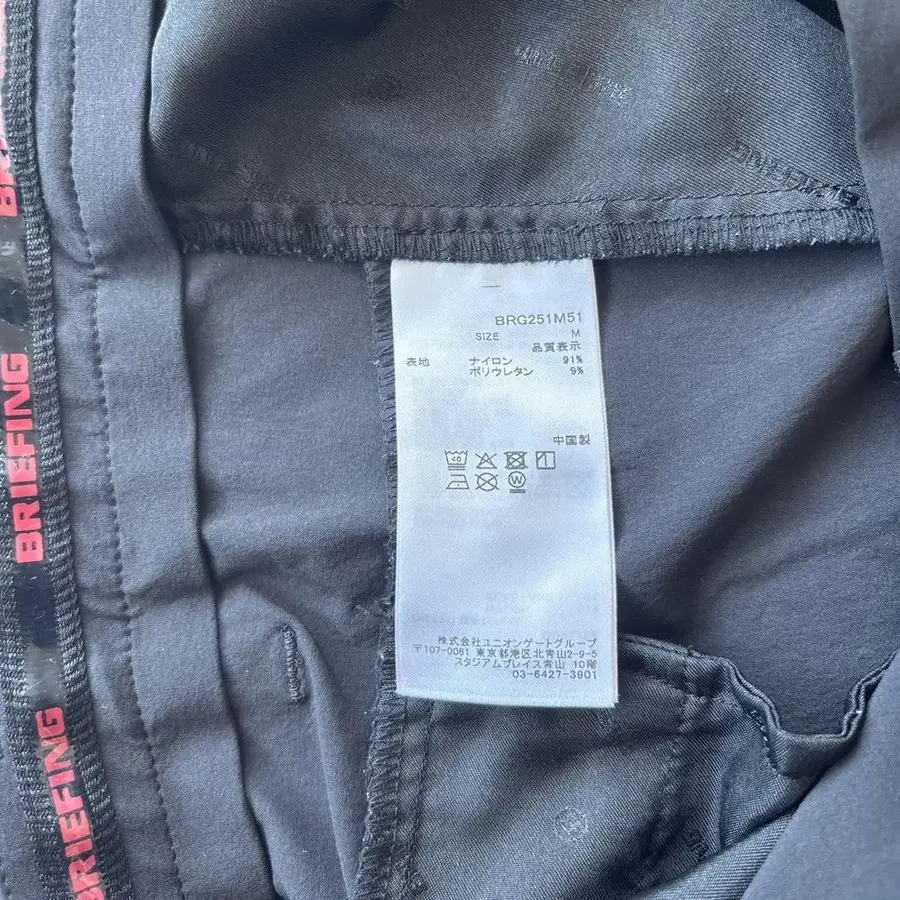 BRIEFING
BRIEFING
BRG251M51
SIZE M
品質表示
表地 ナイロン 91%
ポリウレタン 9%
中国製
40
W
株式会社ユニオンゲートグループ
〒107-0061 東京都港区北青山2-9-5
スタジアムプレイス青山 10階
03-6427-3901